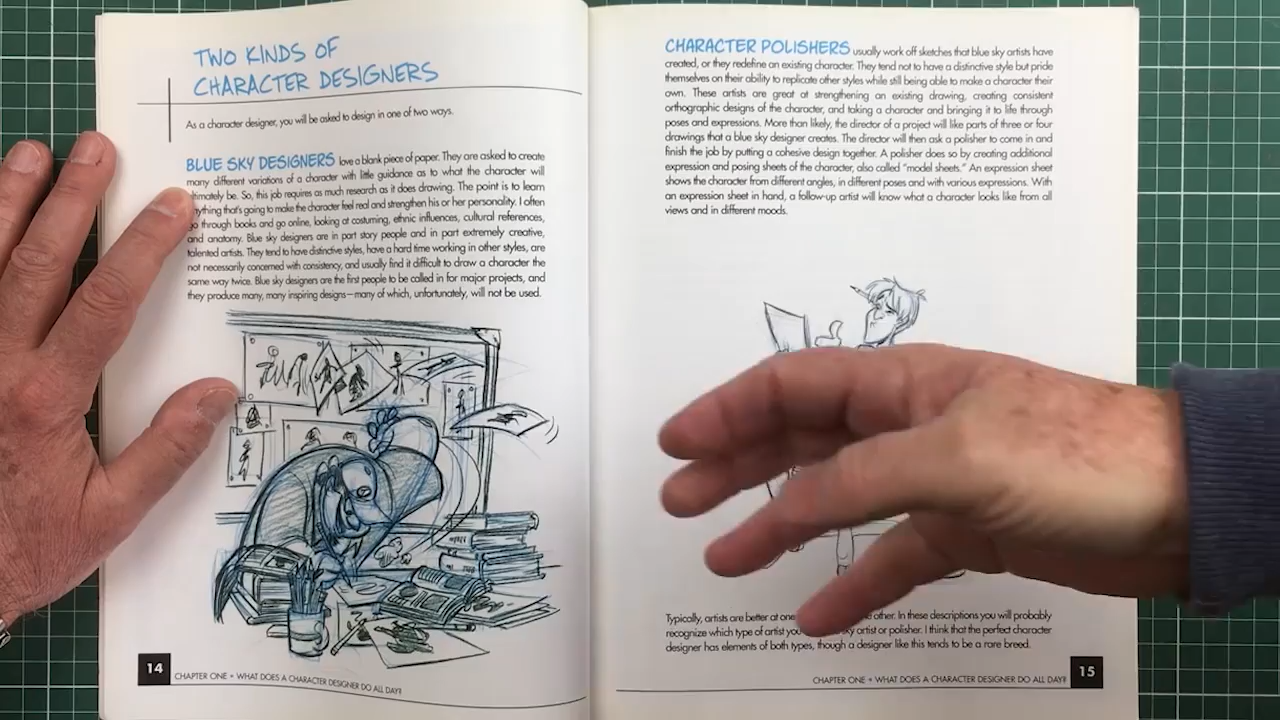 TWO KINDS OF
CHARACTER DESIGNERS
As a character designer, you will be asked to design in one of two ways.
BLUE SKY DESIGNERS love a blank piece of paper. They are asked to create
many different variations of a character with little guidance as to what the character will
ultimately be. So, this job requires as much research as it does drawing. The point is to learn
anything that's going to make the character feel real and strengthen his or her personality. I often
go through books and go online, looking at costuming, ethnic influences, cultural references,
and anatomy. Blue sky designers are in part story people and in part extremely creative,
talented artists. They tend to have distinctive styles, have a hard time working in other styles, are
not necessarily concerned with consistency, and usually find it difficult to draw a character the
same way twice. Blue sky designers are the first people to be called in for major projects, and
they produce many, many inspiring designs—many of which, unfortunately, will not be used.
14
CHAPTER ONE • WHAT DOES A CHARACTER DESIGNER DO ALL DAY?
CHARACTER POLISHERS usually work off sketches that blue sky artists have
created, or they redefine an existing character. They tend not to have a distinctive style but pride
themselves on their ability to replicate other styles while still being able to make a character their
own. These artists are great at strengthening an existing drawing, creating consistent
orthographic designs of the character, and taking a character and bringing it to life through
poses and expressions. More than likely, the director of a project will like parts of three or four
drawings that a blue sky designer creates. The director will then ask a polisher to come in and
finish the job by putting a cohesive design together. A polisher does so by creating additional
expression and posing sheets of the character, also called "model sheets." An expression sheet
shows the character from different angles, in different poses and with various expressions. With
an expression sheet in hand, a follow-up artist will know what a character looks like from all
views and in different moods.
Typically, artists are better at one other. In these descriptions you will probably
recognize which type of artist you sky artist or polisher. I think that the perfect character
designer has elements of both types, though a designer like this tends to be a rare breed.
CHAPTER ONE • WHAT DOES A CHARACTER DESIGNER DO ALL DAY?
15